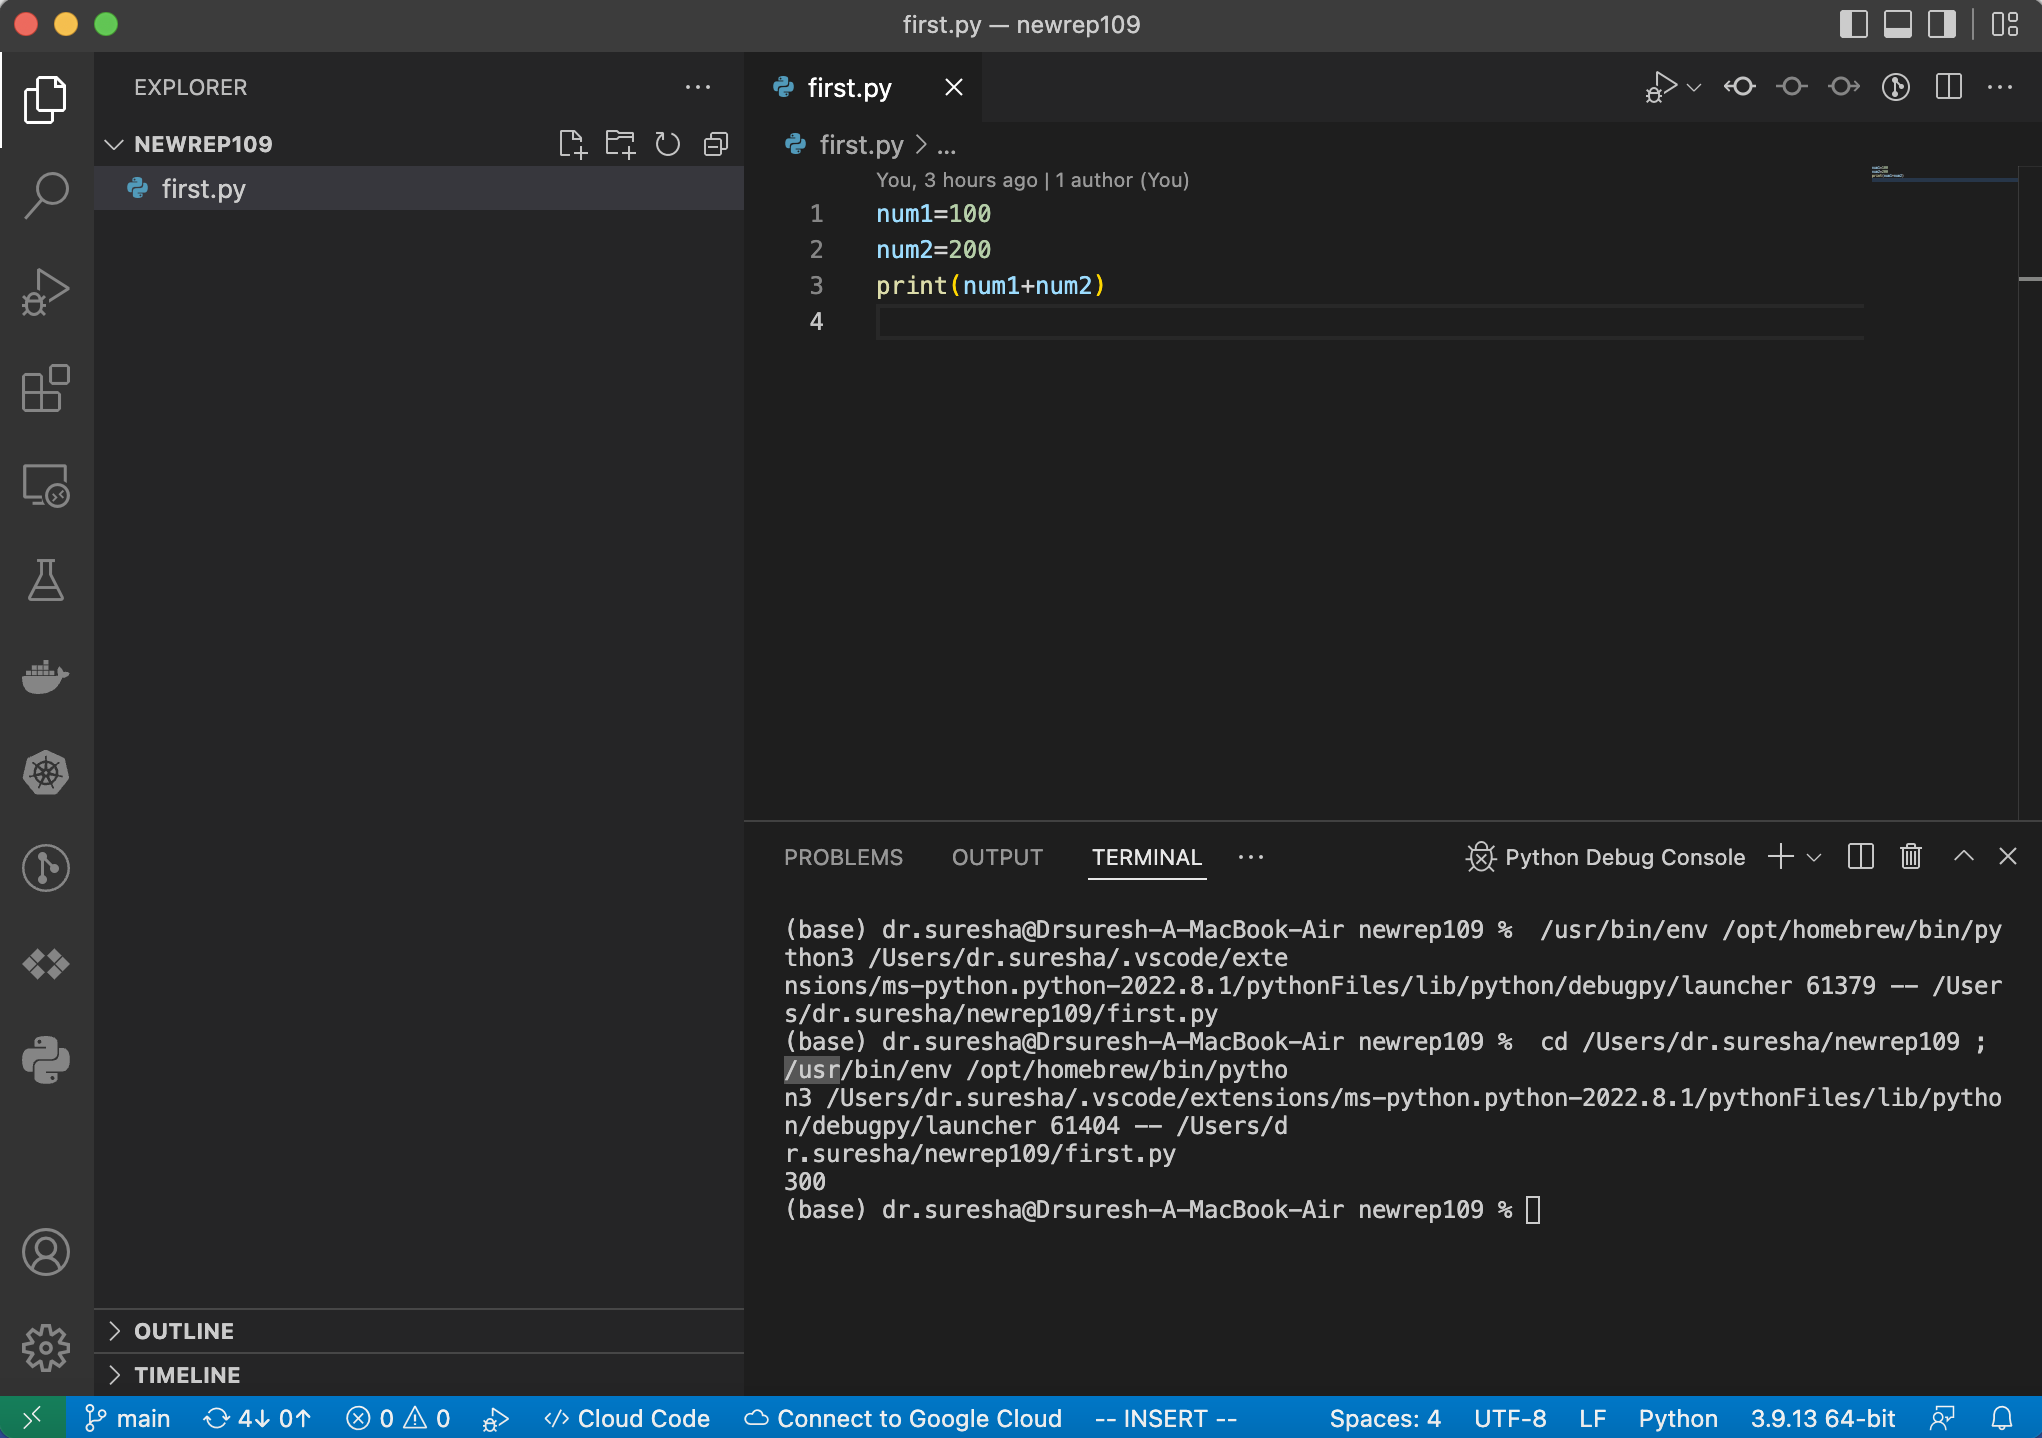 first.py — newrep109
EXPLORER
NEWREP109
first.py
first.py
first.py > ...
You, 3 hours ago | 1 author (You)
1 num1=100
2 num2=200
3 print(num1+num2)
4
PROBLEMS OUTPUT TERMINAL ... Python Debug Console
(base) dr.suresha@Drsuresh-A-MacBook-Air newrep109 %  /usr/bin/env /opt/homebrew/bin/py
thon3 /Users/dr.suresha/.vscode/exte
nsions/ms-python.python-2022.8.1/pythonFiles/lib/python/debugpy/launcher 61379 -- /User
s/dr.suresha/newrep109/first.py
(base) dr.suresha@Drsuresh-A-MacBook-Air newrep109 %  cd /Users/dr.suresha/newrep109 ;
/usr/bin/env /opt/homebrew/bin/pytho
n3 /Users/dr.suresha/.vscode/extensions/ms-python.python-2022.8.1/pythonFiles/lib/pytho
n/debugpy/launcher 61404 -- /Users/d
r.suresha/newrep109/first.py
300
(base) dr.suresha@Drsuresh-A-MacBook-Air newrep109 %
OUTLINE
TIMELINE
main 4↓ 0↑ 0 0 </> Cloud Code Connect to Google Cloud -- INSERT -- Spaces: 4 UTF-8 LF Python 3.9.13 64-bit